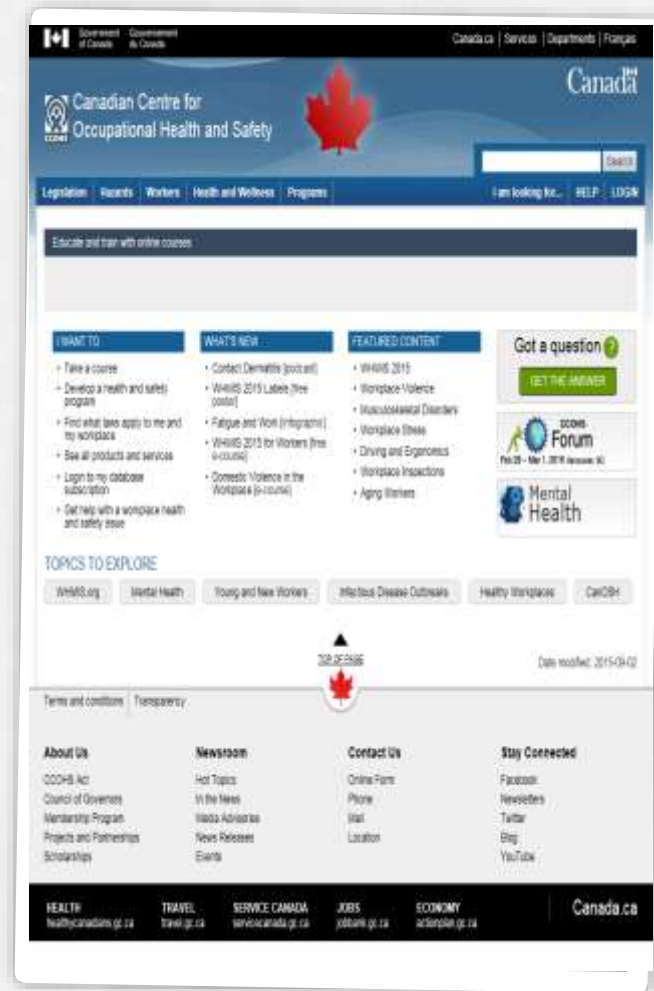 Government of Canada
Gouvernement du Canada
Canada.ca | Services | Departments | Français
Canada
Canadian Centre for
Occupational Health and Safety
CCOHS
Search
Legislation Hazards Workers Health and Wellness Programs I am looking for... HELP LOGIN
Educate and train with online courses
I WANT TO
• Take a course
• Develop a health and safety
program
• Find what laws apply to me and
my workplace
• See all products and services
• Login to my database
subscription
• Get help with a workplace health
and safety issue
WHAT'S NEW
• Contact Dermatitis [podcast]
• WHMIS 2015 Labels [free
poster]
• Fatigue and Work [infographic]
• WHMIS 2015 for Workers [free
e-course]
• Domestic Violence in the
Workplace [e-course]
FEATURED CONTENT
• WHMIS 2015
• Workplace Violence
• Musculoskeletal Disorders
• Workplace Stress
• Driving and Ergonomics
• Workplace Inspections
• Aging Workers
Got a question ?
GET THE ANSWER
CCOHS
Forum
Feb 29 - Mar 1, 2016 Vancouver, BC
Mental
Health
TOPICS TO EXPLORE
WHMIS.org Mental Health Young and New Workers Infectious Disease Outbreaks Healthy Workplaces CanOSH
TOP OF PAGE
Date modified: 2015-09-02
Terms and conditions Transparency
About Us
CCOHS Act
Council of Governors
Membership Program
Projects and Partnerships
Scholarships
Newsroom
Hot Topics
In the News
Media Advisories
News Releases
Events
Contact Us
Online Form
Phone
Mail
Location
Stay Connected
Facebook
Newsletters
Twitter
Blog
YouTube
HEALTH
healthycanadians.gc.ca
TRAVEL
travel.gc.ca
SERVICE CANADA
servicecanada.gc.ca
JOBS
jobbank.gc.ca
ECONOMY
actionplan.gc.ca
Canada.ca